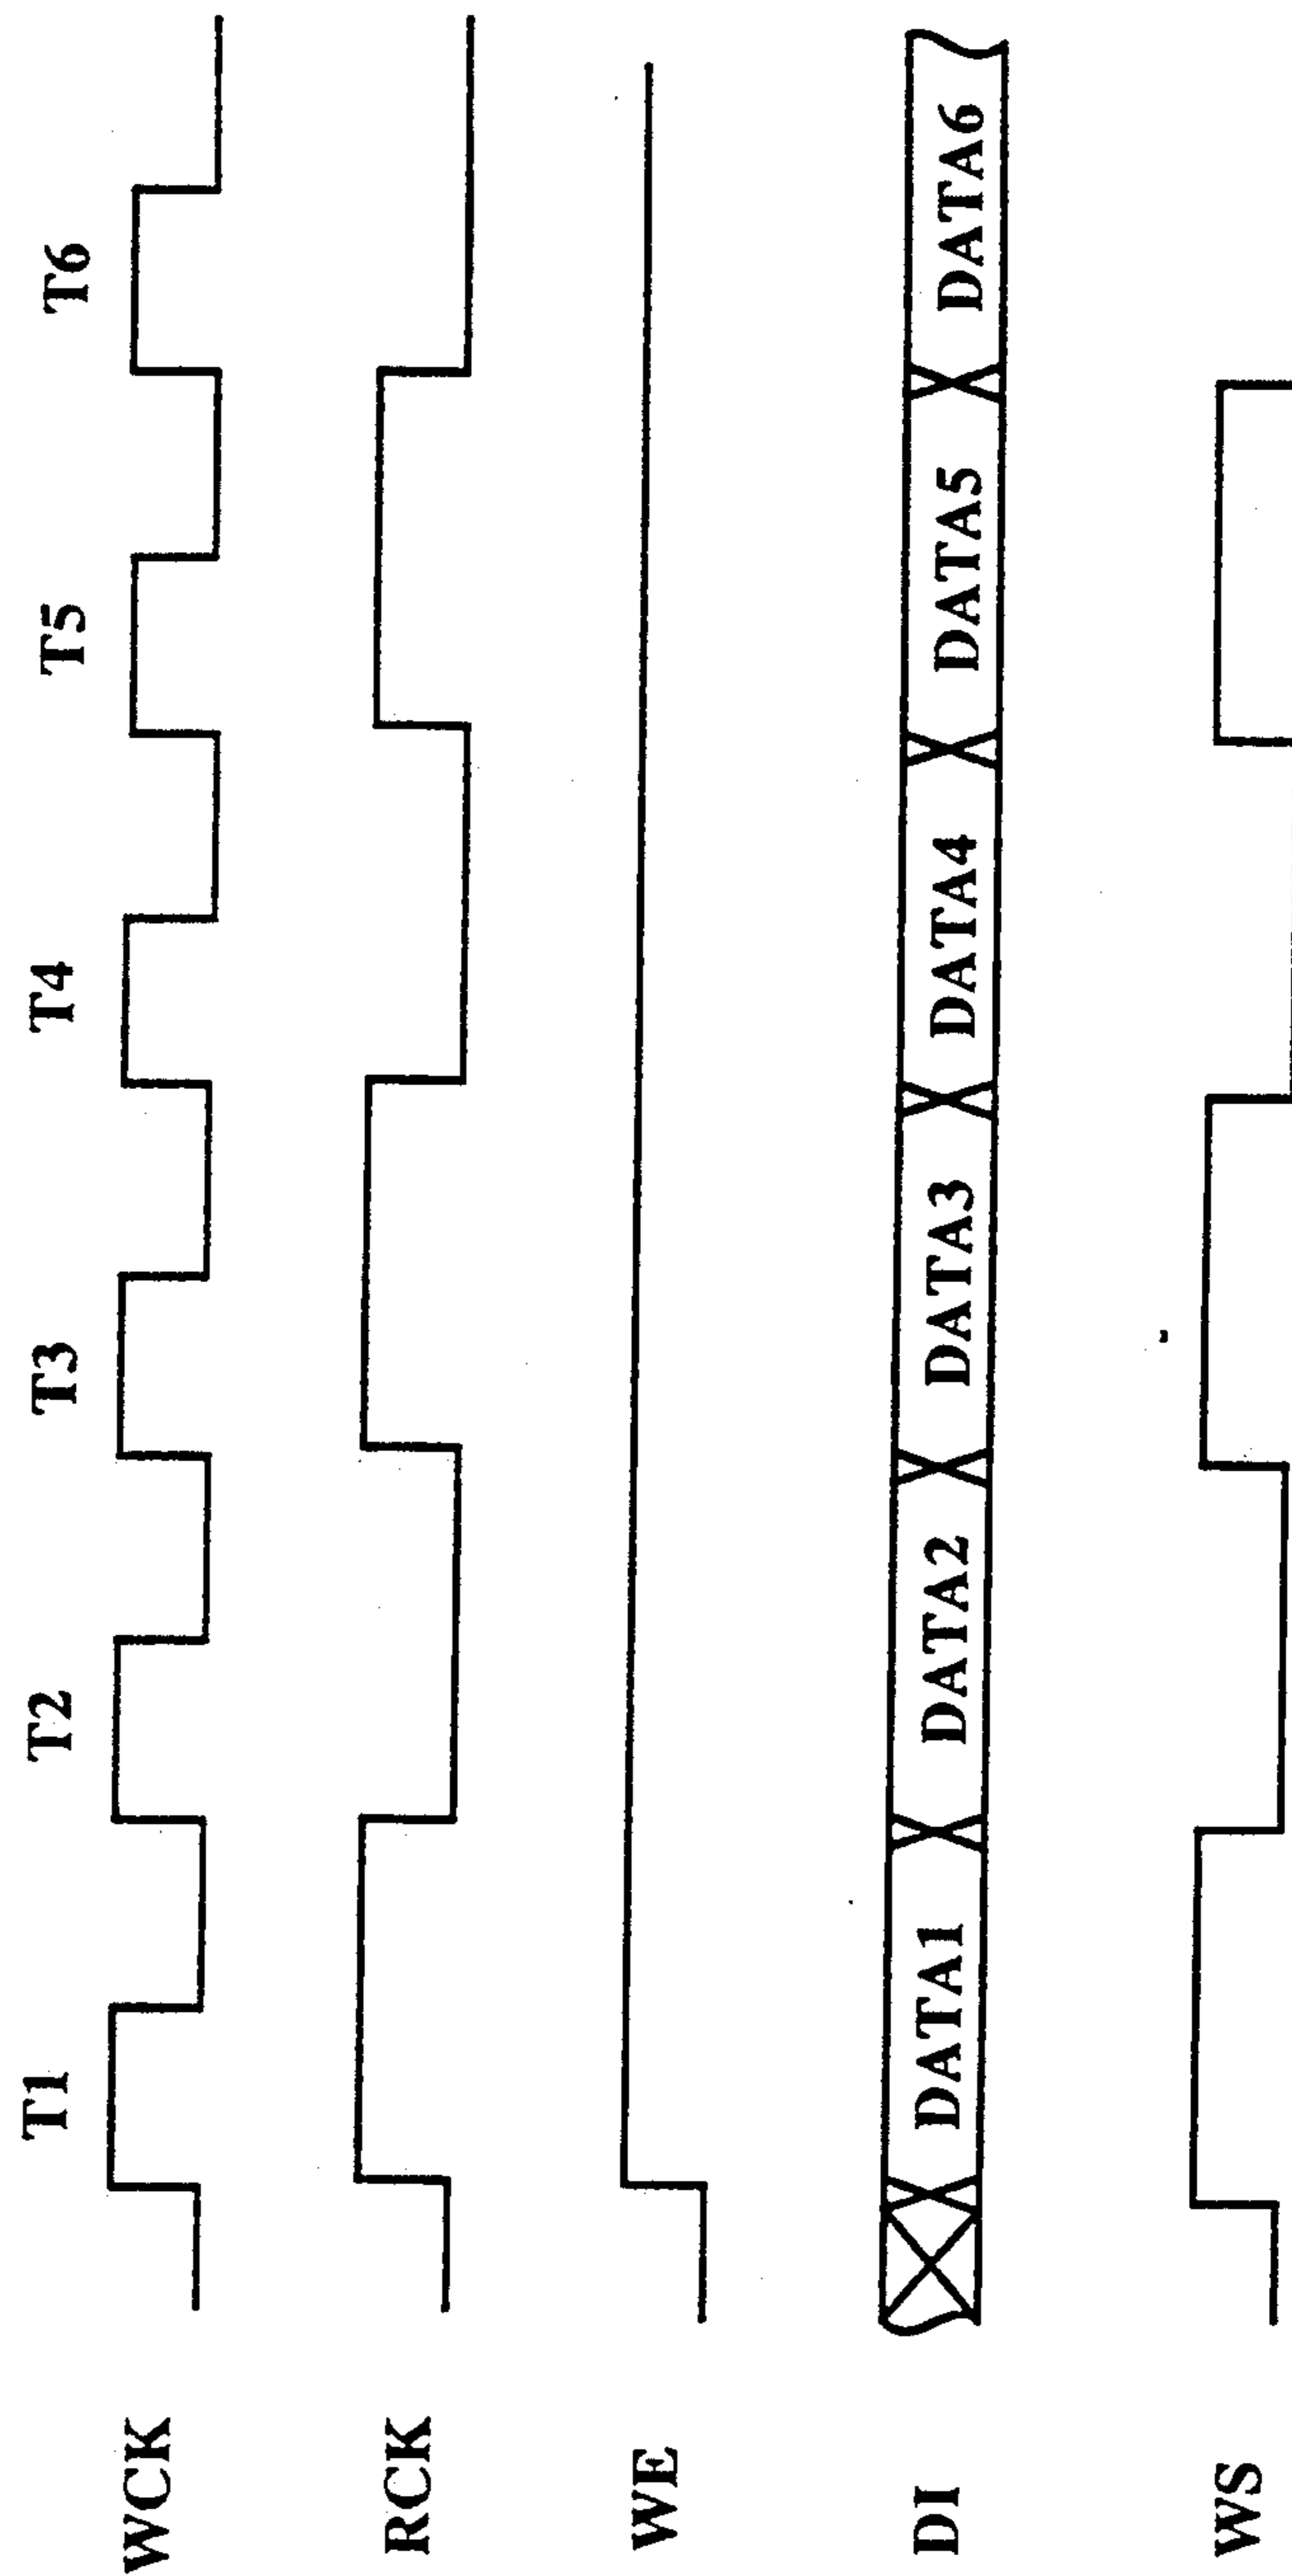 T1 T2 T3 T4 T5 T6
WCK
RCK
WE
DI DATA1 DATA2 DATA3 DATA4 DATA5 DATA6
WS